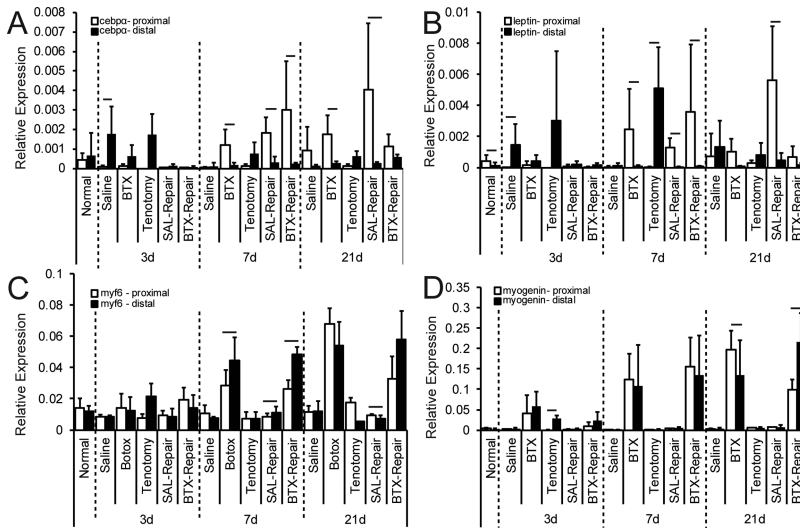 A
cebpα- proximal
cebpα- distal
Relative Expression
0.008
0.007
0.006
0.005
0.004
0.003
0.002
0.001
0
Normal
Saline
BTX
Tenotomy
SAL-Repair
BTX-Repair
Saline
BTX
Tenotomy
SAL-Repair
BTX-Repair
Saline
BTX
Tenotomy
SAL-Repair
BTX-Repair
3d 7d 21d
B
leptin- proximal
leptin- distal
Relative Expression
0.01
0.008
0.006
0.004
0.002
0
Normal
Saline
BTX
Tenotomy
SAL-Repair
BTX-Repair
Saline
BTX
Tenotomy
SAL-Repair
BTX-Repair
Saline
BTX
Tenotomy
SAL-Repair
BTX-Repair
3d 7d 21d
C
myf6 - proximal
myf6 - distal
Relative Expression
0.1
0.08
0.06
0.04
0.02
0
Normal
Saline
Botox
Tenotomy
SAL-Repair
BTX-Repair
Saline
Botox
Tenotomy
SAL-Repair
BTX-Repair
Saline
Botox
Tenotomy
SAL-Repair
BTX-Repair
3d 7d 21d
D
myogenin- proximal
myogenin- distal
Relative Expression
0.35
0.3
0.25
0.2
0.15
0.1
0.05
0
Normal
Saline
BTX
Tenotomy
SAL-Repair
BTX-Repair
Saline
BTX
Tenotomy
SAL-Repair
BTX-Repair
Saline
BTX
Tenotomy
SAL-Repair
BTX-Repair
3d 7d 21d